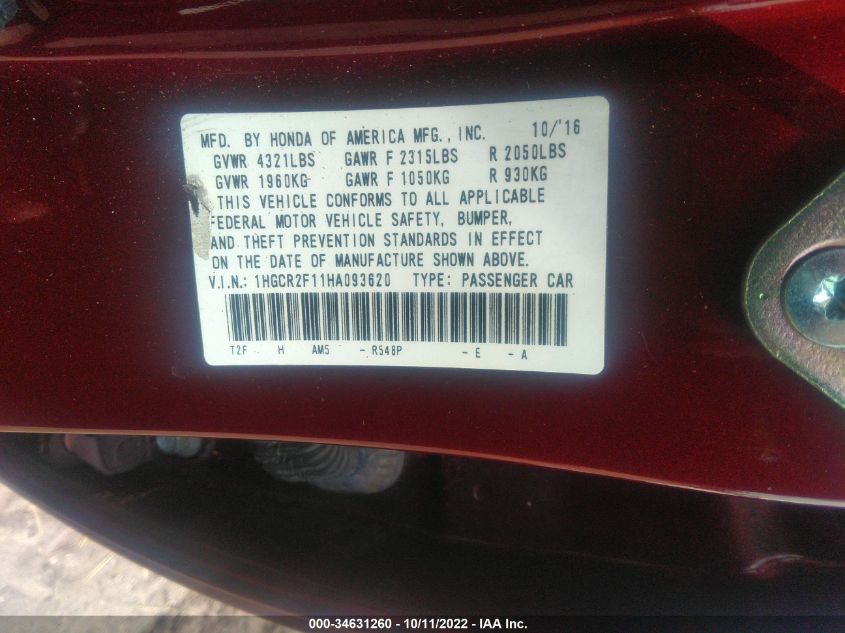 MFD. BY HONDA OF AMERICA MFG., INC. 10/'16
GVWR 4321LBS GAWR F 2315LBS R 2050LBS
GVWR 1960KG GAWR F 1050KG R 930KG
THIS VEHICLE CONFORMS TO ALL APPLICABLE
FEDERAL MOTOR VEHICLE SAFETY, BUMPER,
AND THEFT PREVENTION STANDARDS IN EFFECT
ON THE DATE OF MANUFACTURE SHOWN ABOVE.
V.I.N.: 1HGCR2F11HA093620 TYPE: PASSENGER CAR
T2F H AM5 - R548P - E - A
000-34631260 - 10/11/2022 - IAA Inc.